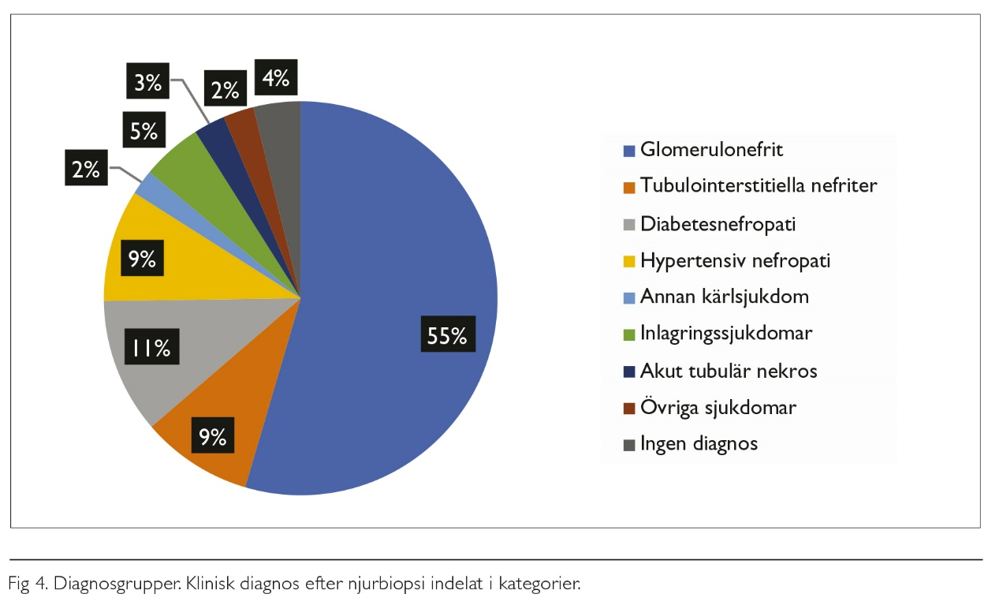 3%
2%
4%
5%
2%
9%
11%
9%
55%
Glomerulonefrit
Tubulointerstitiella nefriter
Diabetesnefropati
Hypertensiv nefropati
Annan kärlsjukdom
Inlagringssjukdomar
Akut tubulär nekros
Övriga sjukdomar
Ingen diagnos
Fig 4. Diagnosgrupper. Klinisk diagnos efter njurbiopsi indelat i kategorier.